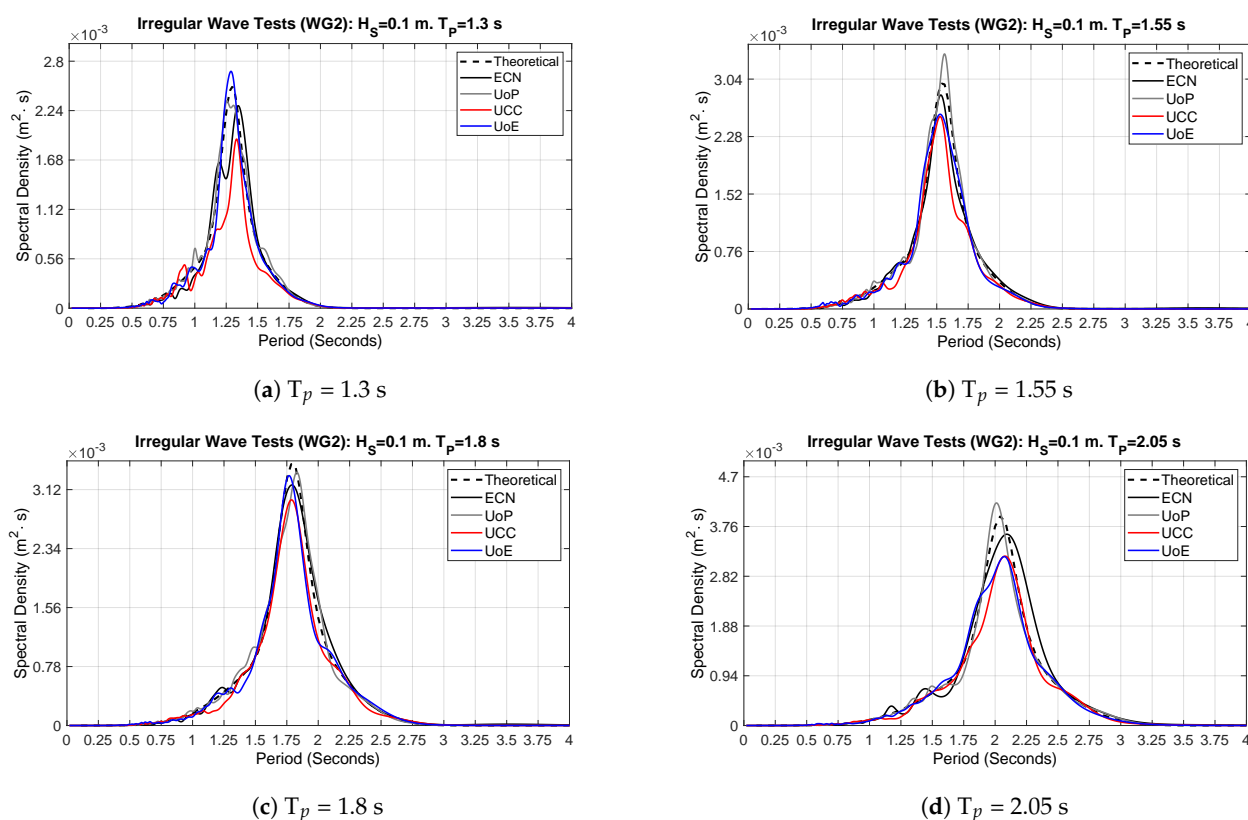 Irregular Wave Tests (WG2): H_S=0.1 m. T_P=1.3 s
×10^-3
2.8
2.24
1.68
1.12
0.56
0
Spectral Density (m²· s)
Theoretical
ECN
UoP
UCC
UoE
0 0.25 0.5 0.75 1 1.25 1.5 1.75 2 2.25 2.5 2.75 3 3.25 3.5 3.75 4
Period (Seconds)
(a) T_p = 1.3 s
Irregular Wave Tests (WG2): H_S=0.1 m. T_P=1.55 s
×10^-3
3.04
2.28
1.52
0.76
0
Spectral Density (m²· s)
Theoretical
ECN
UoP
UCC
UoE
0 0.25 0.5 0.75 1 1.25 1.5 1.75 2 2.25 2.5 2.75 3 3.25 3.5 3.75 4
Period (Seconds)
(b) T_p = 1.55 s
Irregular Wave Tests (WG2): H_S=0.1 m. T_P=1.8 s
×10^-3
3.12
2.34
1.56
0.78
0
Spectral Density (m²· s)
Theoretical
ECN
UoP
UCC
UoE
0 0.25 0.5 0.75 1 1.25 1.5 1.75 2 2.25 2.5 2.75 3 3.25 3.5 3.75 4
Period (Seconds)
(c) T_p = 1.8 s
Irregular Wave Tests (WG2): H_S=0.1 m. T_P=2.05 s
×10^-3
4.7
3.76
2.82
1.88
0.94
0
Spectral Density (m²· s)
Theoretical
ECN
UoP
UCC
UoE
0 0.25 0.5 0.75 1 1.25 1.5 1.75 2 2.25 2.5 2.75 3 3.25 3.5 3.75 4
Period (Seconds)
(d) T_p = 2.05 s